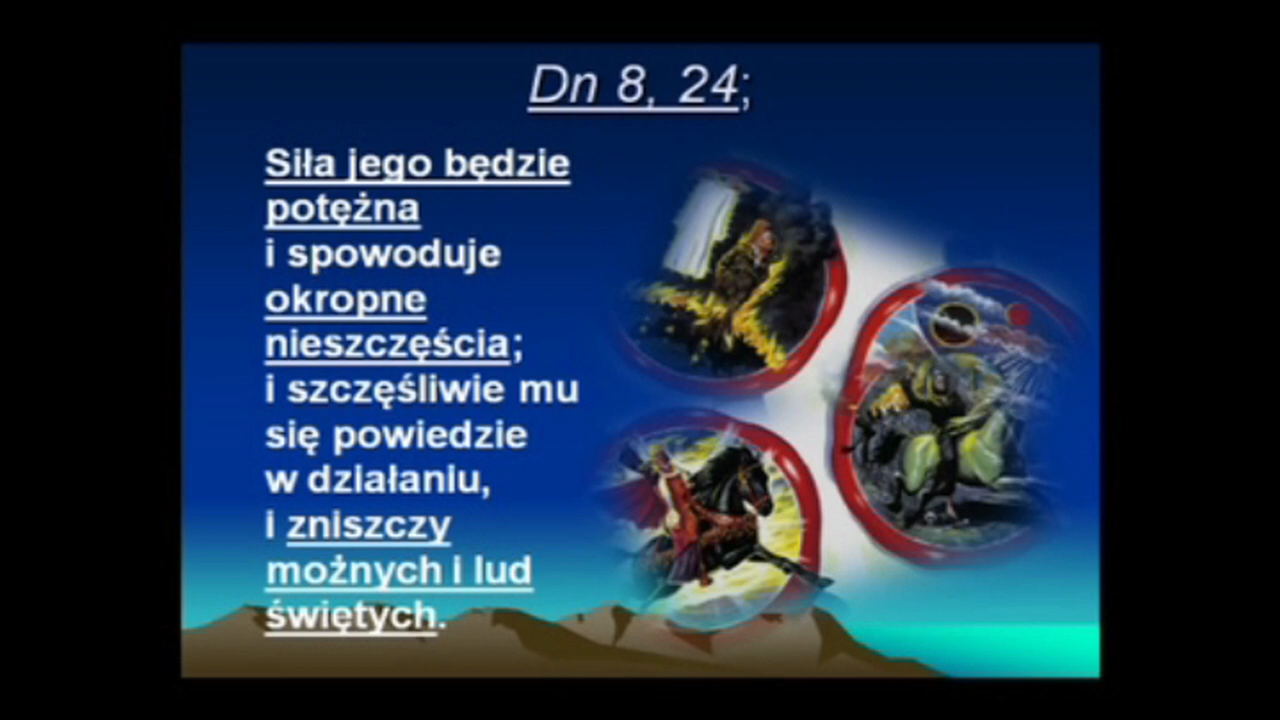 Dn 8, 24;
Siła jego będzie
potężna
i spowoduje
okropne
nieszczęścia;
i szczęśliwie mu
się powiedzie
w działaniu,
i zniszczy
możnych i lud
świętych.